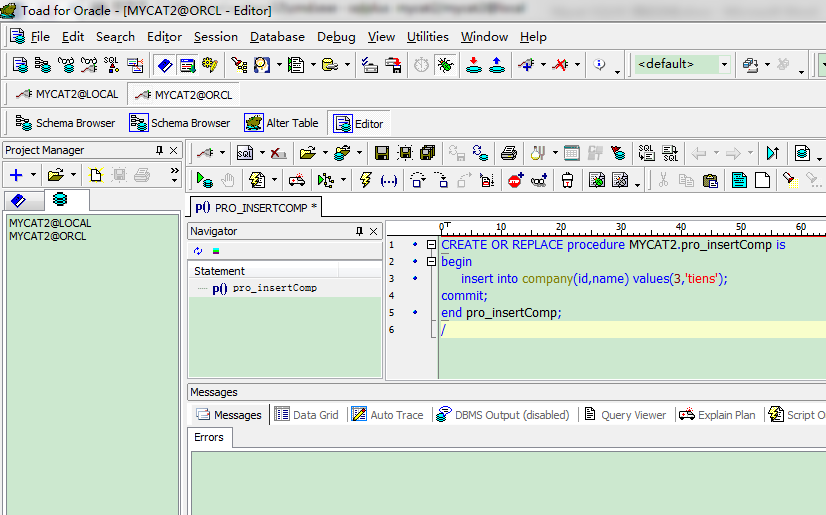 Toad for Oracle - [MYCAT2@ORCL - Editor]
File Edit Search Editor Session Database Debug View Utilities Window Help
SQL
<default>
MYCAT2@LOCAL MYCAT2@ORCL
Schema Browser Schema Browser Alter Table Editor
Project Manager
SQL SQL SQL
MYCAT2@LOCAL
MYCAT2@ORCL
p() PRO_INSERTCOMP *
Navigator
Statement
p() pro_insertComp
0 10 20 30 40 50
1 CREATE OR REPLACE procedure MYCAT2.pro_insertComp is
2 begin
3 insert into company(id,name) values(3,'tiens');
4 commit;
5 end pro_insertComp;
6 /
Messages
Messages Data Grid Auto Trace DBMS Output (disabled) Query Viewer Explain Plan Script O
Errors